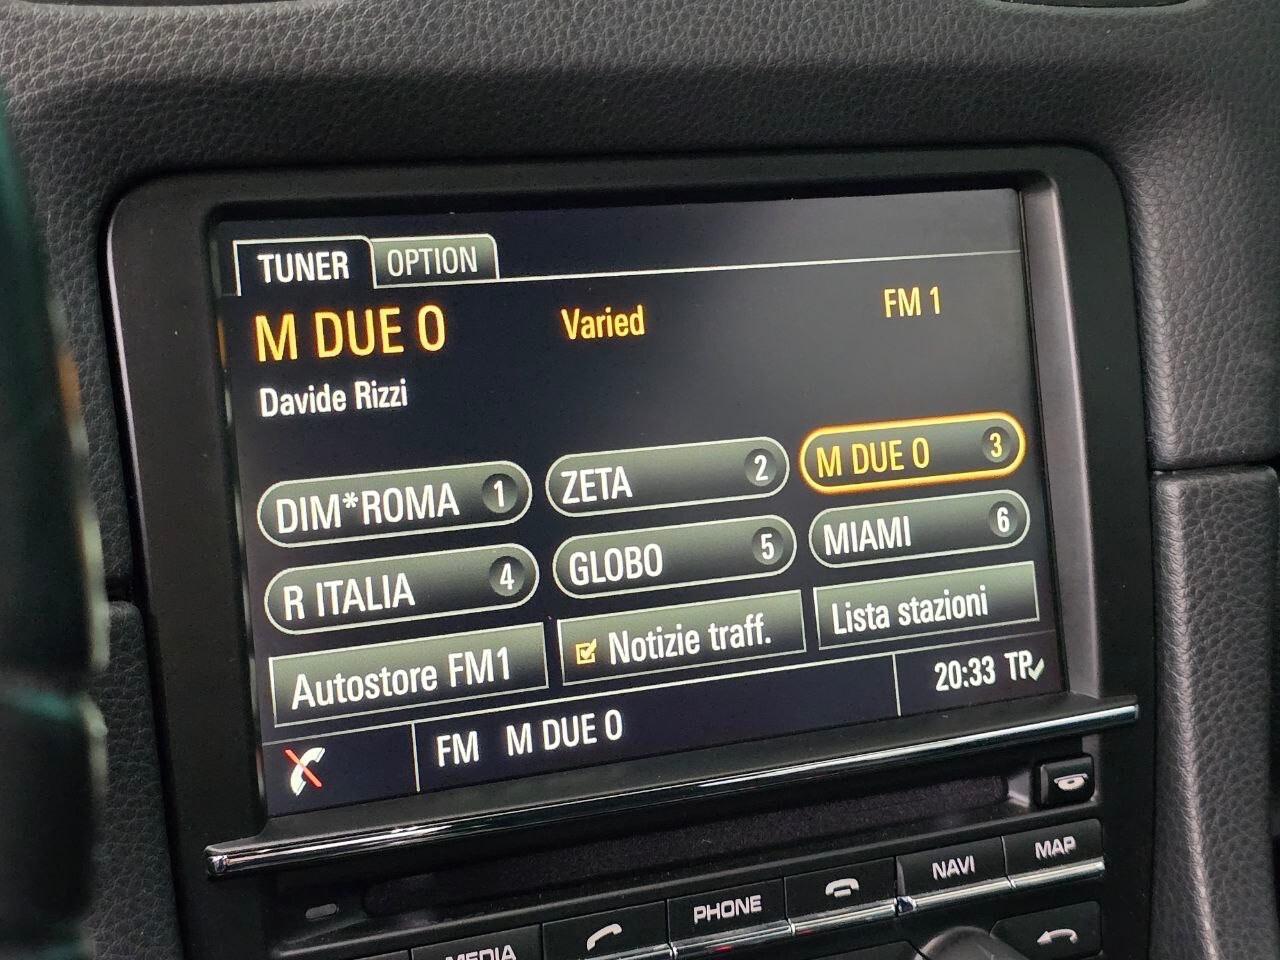 TUNER OPTION
M DUE O Varied FM 1
Davide Rizzi
DIM*ROMA 1 ZETA 2 M DUE O 3
R ITALIA 4 GLOBO 5 MIAMI 6
Autostore FM1 Notizie traff. Lista stazioni
FM M DUE O 20:33 TP
NAVI MAP
MEDIA PHONE